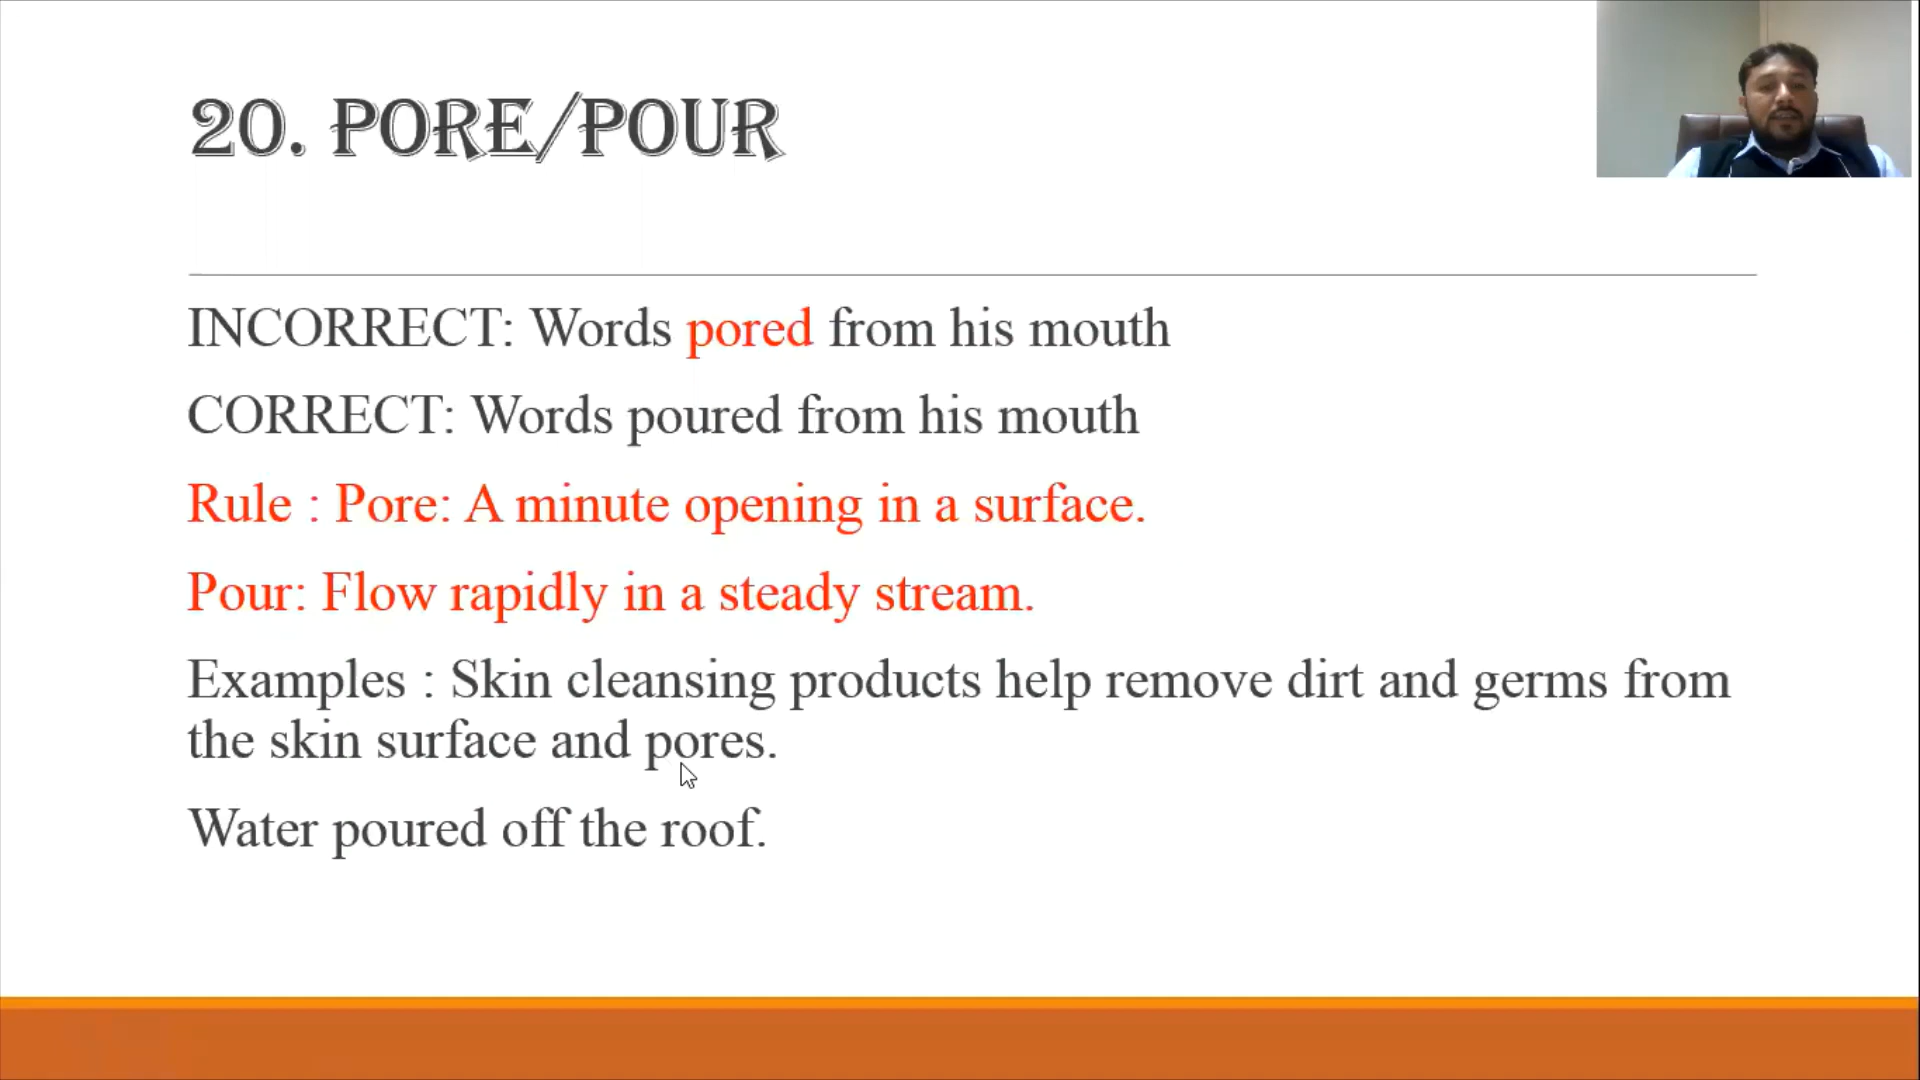 20. PORE/POUR
INCORRECT: Words pored from his mouth
CORRECT: Words poured from his mouth
Rule : Pore: A minute opening in a surface.
Pour: Flow rapidly in a steady stream.
Examples : Skin cleansing products help remove dirt and germs from
the skin surface and pores.
Water poured off the roof.